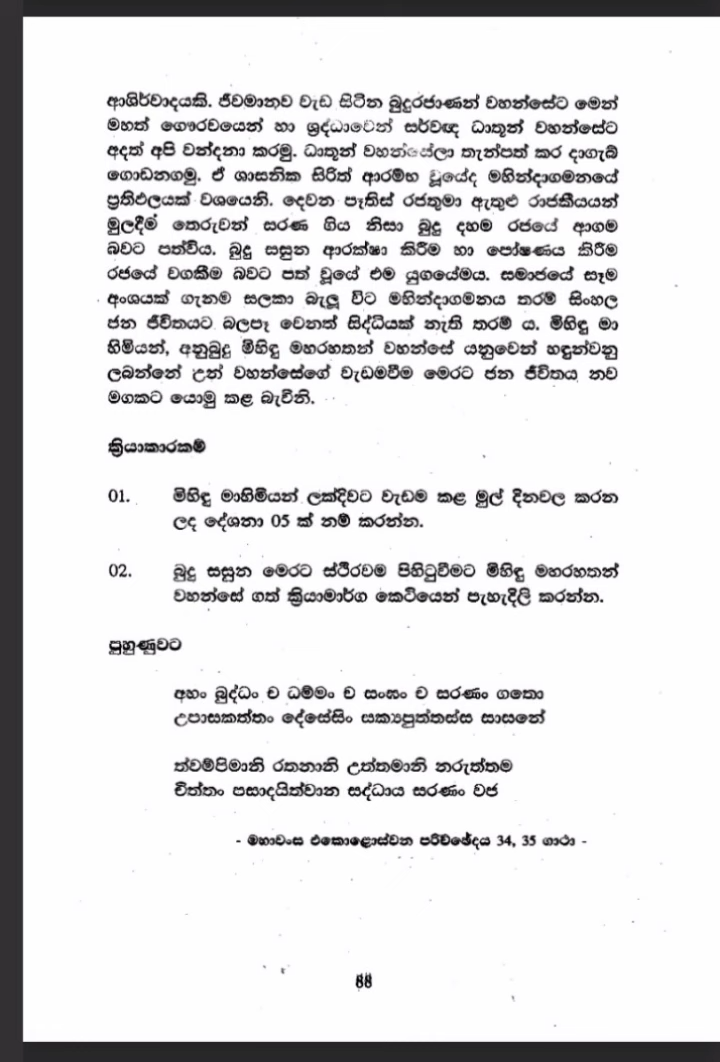 ආශිර්වාදයකි. ජීවමානව වැඩ සිටින බුදුරජාණන් වහන්සේට මෙන්
මහත් ගෞරවයෙන් හා ශ්‍රද්ධාවෙන් සර්වඥ ධාතූන් වහන්සේට
අදත් අපි වන්දනා කරමු. ධාතූන් වහන්සේලා තැන්පත් කර දාගැබ්
ගොඩනගමු. ඒ ශාසනික සිරිත් ආරම්භ වූයේද මහින්දාගමනයේ
ප්‍රතිඵලයක් වශයෙනි. දෙවන පෑතිස් රජතුමා ඇතුළු රාජකීයයන්
මුලදීම තෙරුවන් සරණ ගිය නිසා බුදු දහම රජයේ ආගම
බවට පත්විය. බුදු සසුන ආරක්ෂා කිරීම හා පෝෂණය කිරීම
රජයේ වගකීම බවට පත් වූයේ එම යුගයේමය. සමාජයේ සෑම
අංශයක් ගැනම සලකා බැලූ විට මහින්දාගමනය තරම් සිංහල
ජන ජීවිතයට බලපෑ වෙනත් සිද්ධියක් නැති තරම් ය. මිහිඳු මා
හිමියන්, අනුබුදු මිහිඳු මහරහතන් වහන්සේ යනුවෙන් හඳුන්වනු
ලබන්නේ උන් වහන්සේගේ වැඩමවීම මෙරට ජන ජීවිතය නව
මගකට යොමු කළ බැවිනි.
ක්‍රියාකාරකම්
01. මිහිඳු මාහිමියන් ලක්දිවට වැඩම කළ මුල් දිනවල කරන
ලද දේශනා 05 ක් නම් කරන්න.
02. බුදු සසුන මෙරට ස්ථිරවම පිහිටුවීමට මිහිඳු මහරහතන්
වහන්සේ ගත් ක්‍රියාමාර්ග කෙටියෙන් පැහැදිලි කරන්න.
පුහුණුවට
අහං බුද්ධං ච ධම්මං ච සංඝං ච සරණං ගතො
උපාසකත්තං දේසේසිං සක්‍යපුත්තස්ස සාසනේ
ත්වම්පිමානි රතනානි උත්තමානි නරුත්තම
චිත්තං පසාදයිත්වාන සද්ධාය සරණං වජ
- මහාවංස එකොළොස්වන පරිච්ඡේදය 34, 35 ගාථා -
88